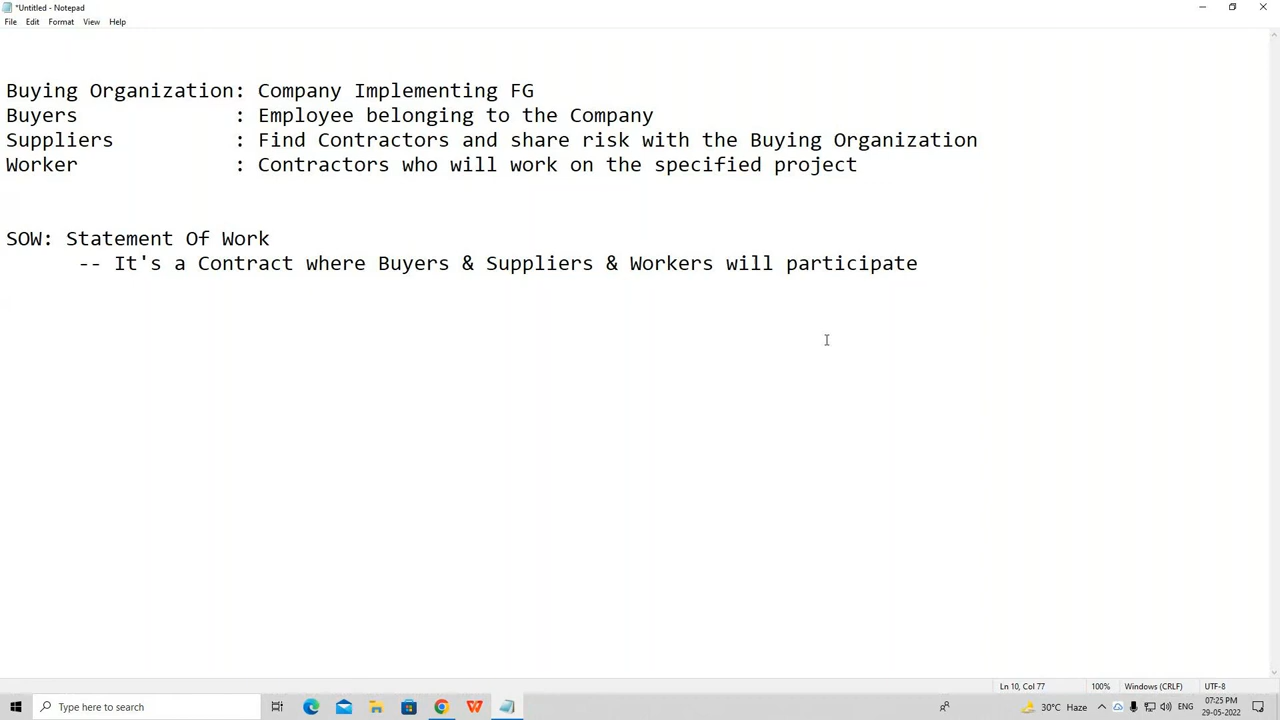 *Untitled - Notepad
File Edit Format View Help
Buying Organization: Company Implementing FG
Buyers : Employee belonging to the Company
Suppliers : Find Contractors and share risk with the Buying Organization
Worker : Contractors who will work on the specified project
SOW: Statement Of Work
-- It's a Contract where Buyers & Suppliers & Workers will participate
Ln 10, Col 77 100% Windows (CRLF) UTF-8
Type here to search
30°C Haze ENG
07:25 PM
29-05-2022